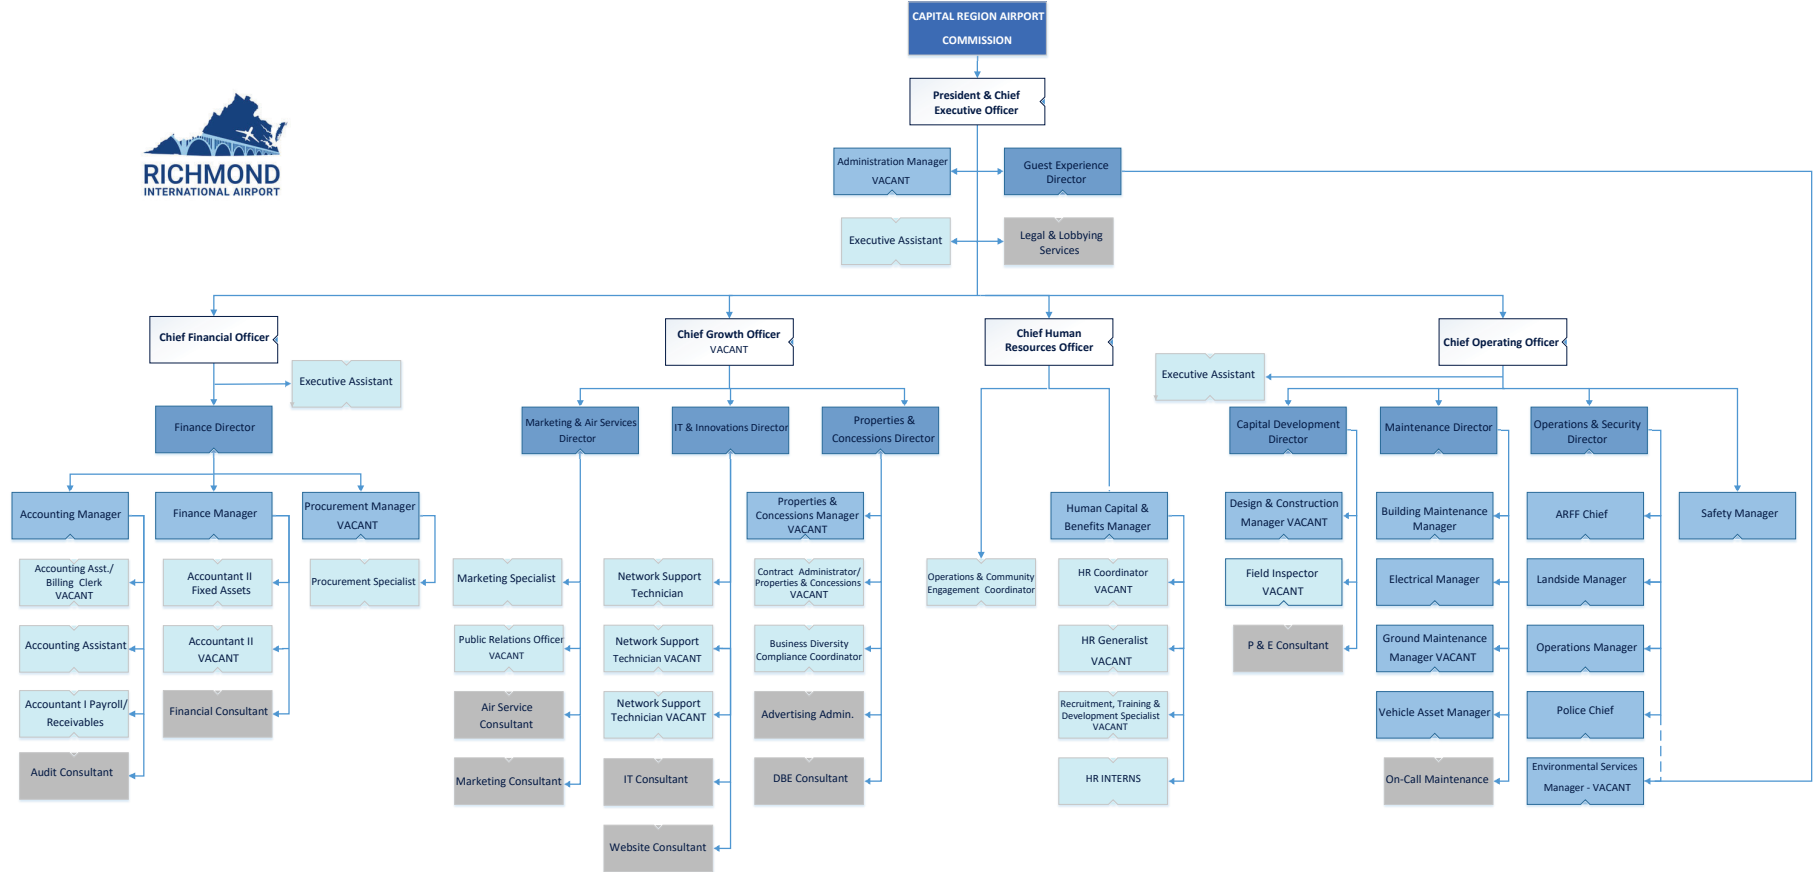 CAPITAL REGION AIRPORT
COMMISSION
President & Chief
Executive Officer
RICHMOND
INTERNATIONAL AIRPORT
Administration Manager
VACANT
Guest Experience
Director
Executive Assistant
Legal & Lobbying
Services
Chief Financial Officer
Chief Growth Officer
VACANT
Chief Human
Resources Officer
Chief Operating Officer
Executive Assistant
Executive Assistant
Finance Director
Marketing & Air Services
Director
IT & Innovations Director
Properties &
Concessions Director
Capital Development
Director
Maintenance Director
Operations & Security
Director
Accounting Manager
Finance Manager
Procurement Manager
VACANT
Properties &
Concessions Manager
VACANT
Human Capital &
Benefits Manager
Design & Construction
Manager VACANT
Building Maintenance
Manager
ARFF Chief
Safety Manager
Accounting Asst./
Billing Clerk
VACANT
Accountant II
Fixed Assets
Procurement Specialist
Marketing Specialist
Network Support
Technician
Contract Administrator/
Properties & Concessions
VACANT
Operations & Community
Engagement Coordinator
HR Coordinator
VACANT
Field Inspector
VACANT
Electrical Manager
Landside Manager
Accounting Assistant
Accountant II
VACANT
Public Relations Officer
VACANT
Network Support
Technician VACANT
Business Diversity
Compliance Coordinator
HR Generalist
VACANT
P & E Consultant
Ground Maintenance
Manager VACANT
Operations Manager
Accountant I Payroll/
Receivables
Financial Consultant
Air Service
Consultant
Network Support
Technician VACANT
Advertising Admin.
Recruitment, Training &
Development Specialist
VACANT
Vehicle Asset Manager
Police Chief
Audit Consultant
Marketing Consultant
IT Consultant
DBE Consultant
HR INTERNS
On-Call Maintenance
Environmental Services
Manager - VACANT
Website Consultant